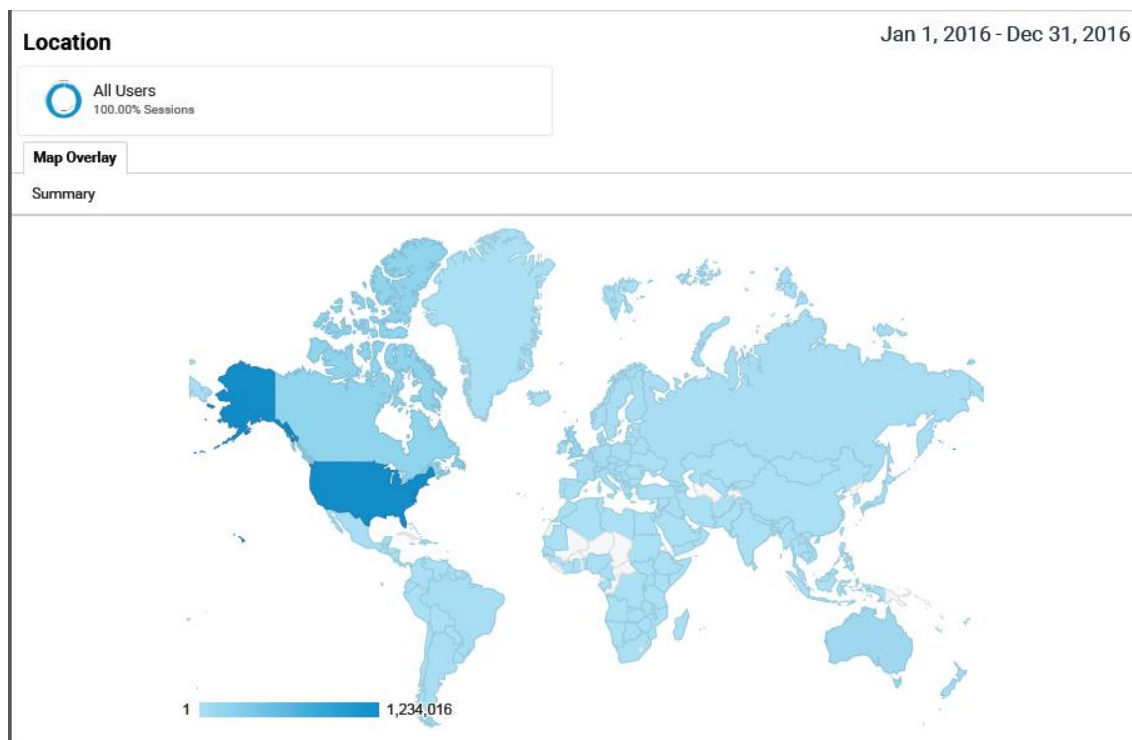 Location
Jan 1, 2016 - Dec 31, 2016
All Users
100.00% Sessions
Map Overlay
Summary
1
1,234,016